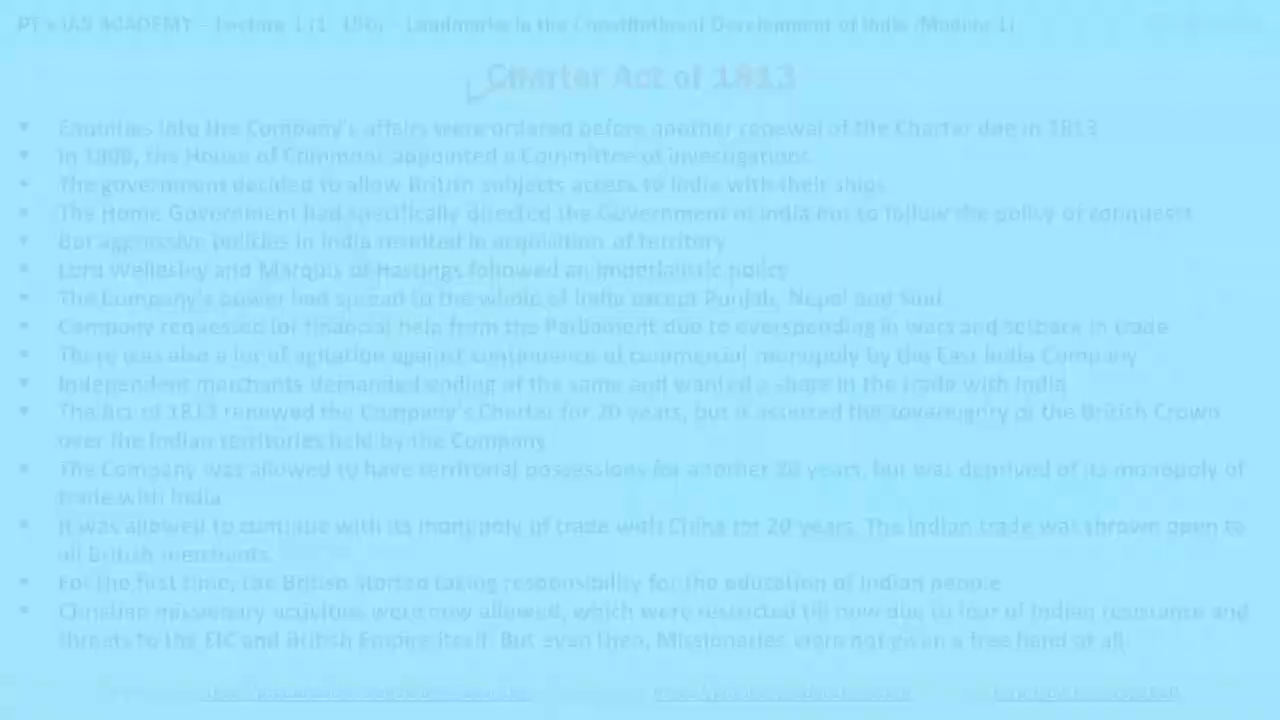 PT's IAS ACADEMY - Lecture 1 - Landmarks in the Constitutional Development of India (Module 1)
Charter Act of 1813
• Enquiries into the Company's affairs were ordered before another renewal of the Charter due in 1813
• In 1808, the House of Commons appointed a Committee of investigations
• The government decided to allow British subjects access to India with their ships
• The Home Government had specifically directed the Government of India not to follow the policy of conquests
• But aggressive policies in India resulted in acquisition of territory
• Lord Wellesley and Marquis of Hastings followed an imperialistic policy
• The Company's power had spread to the whole of India except Punjab, Nepal and Sind
• Company requested for financial help from the Parliament due to overspending in wars and setback in trade
• There was also a lot of agitation against continuance of commercial monopoly by the East India Company
• Independent merchants demanded ending of the same and wanted a share in the trade with India
• The Act of 1813 renewed the Company's Charter for 20 years, but it asserted the sovereignty of the British Crown
over the Indian territories held by the Company
• The Company was allowed to have territorial possessions for another 20 years, but was deprived of its monopoly of
trade with India
• It was allowed to continue with its monopoly of trade with China for 20 years. The Indian trade was thrown open to
all British merchants
• For the first time, the British started taking responsibility for the education of Indian people
• Christian missionary activities were now allowed, which were restricted till now due to fear of Indian resistance and
threats to the EIC and British Empire itself. But even then, Missionaries were not given a free hand at all